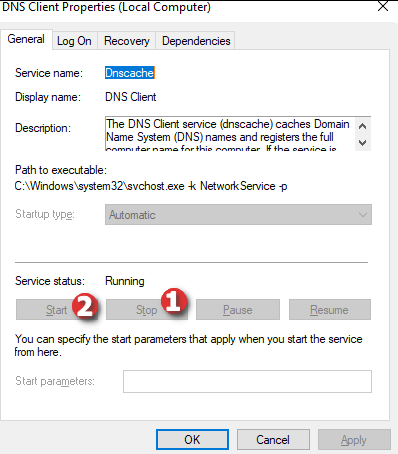 DNS Client Properties (Local Computer)
General Log On Recovery Dependencies
Service name: Dnscache
Display name: DNS Client
Description: The DNS Client service (dnscache) caches Domain
Name System (DNS) names and registers the full
computer name for this computer. If the service is
Path to executable:
C:\Windows\system32\svchost.exe -k NetworkService -p
Startup type: Automatic
Service status: Running
Start 2 Stop 1 Pause Resume
You can specify the start parameters that apply when you start the service
from here.
Start parameters:
OK Cancel Apply